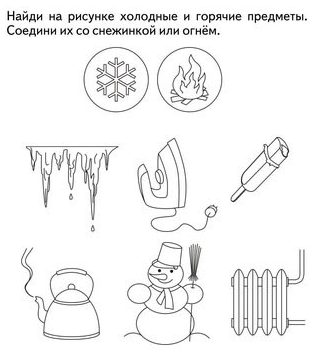 Найди на рисунке холодные и горячие предметы.
Соедини их со снежинкой или огнём.